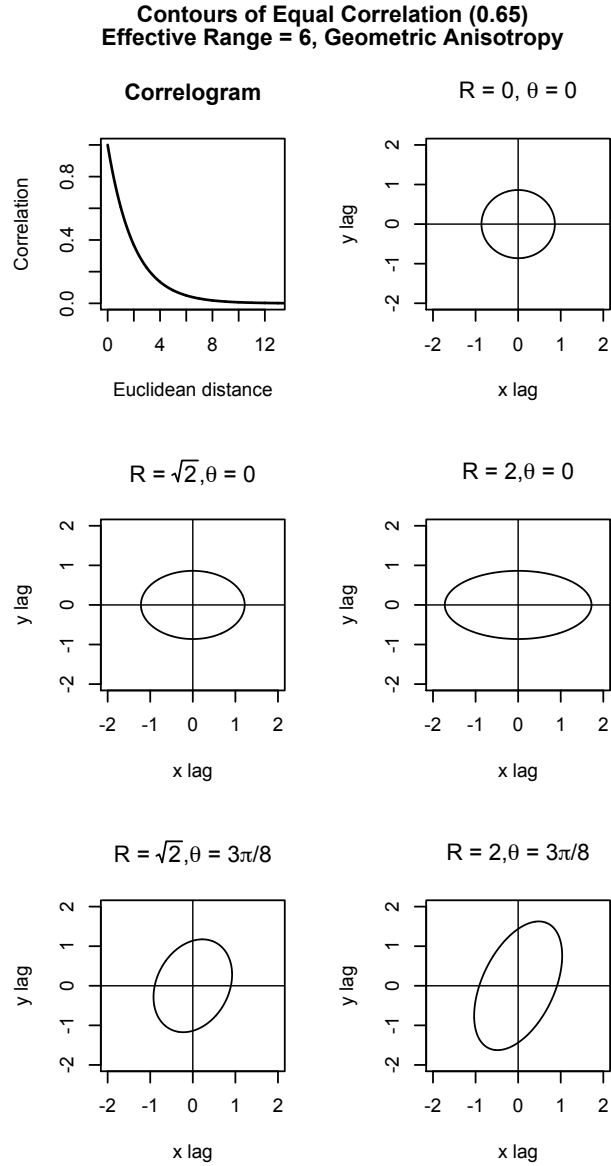 Contours of Equal Correlation (0.65)
Effective Range = 6, Geometric Anisotropy
Correlogram
Correlation
0.0 0.4 0.8
0 4 8 12
Euclidean distance
R = 0, θ = 0
y lag
-2 -1 0 1 2
-2 -1 0 1 2
x lag
R = √2,θ = 0
y lag
-2 -1 0 1 2
-2 -1 0 1 2
x lag
R = 2,θ = 0
y lag
-2 -1 0 1 2
-2 -1 0 1 2
x lag
R = √2,θ = 3π/8
y lag
-2 -1 0 1 2
-2 -1 0 1 2
x lag
R = 2,θ = 3π/8
y lag
-2 -1 0 1 2
-2 -1 0 1 2
x lag